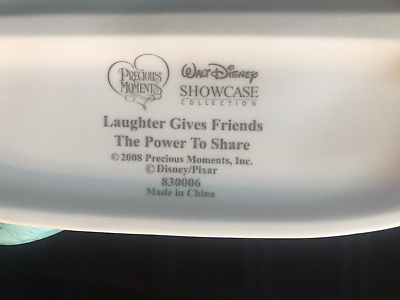 PRECIOUS
MOMENTS
WALT DISNEY
SHOWCASE
COLLECTION
Laughter Gives Friends
The Power To Share
© 2008 Precious Moments, Inc.
© Disney/Pixar
830006
Made in China